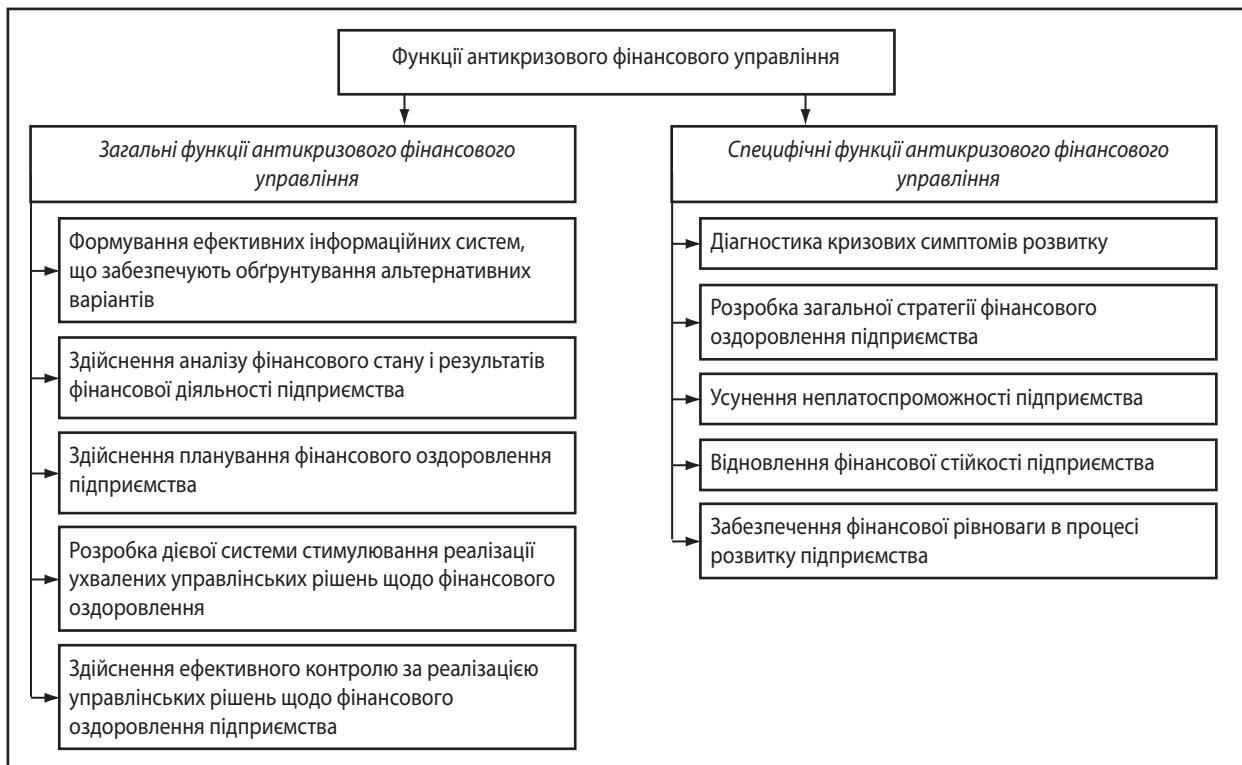 Функції антикризового фінансового управління
Загальні функції антикризового фінансового
управління
Формування ефективних інформаційних систем,
що забезпечують обґрунтування альтернативних
варіантів
Здійснення аналізу фінансового стану і результатів
фінансової діяльності підприємства
Здійснення планування фінансового оздоровлення
підприємства
Розробка дієвої системи стимулювання реалізації
ухвалених управлінських рішень щодо фінансового
оздоровлення
Здійснення ефективного контролю за реалізацією
управлінських рішень щодо фінансового
оздоровлення підприємства
Специфічні функції антикризового фінансового
управління
Діагностика кризових симптомів розвитку
Розробка загальної стратегії фінансового
оздоровлення підприємства
Усунення неплатоспроможності підприємства
Відновлення фінансової стійкості підприємства
Забезпечення фінансової рівноваги в процесі
розвитку підприємства